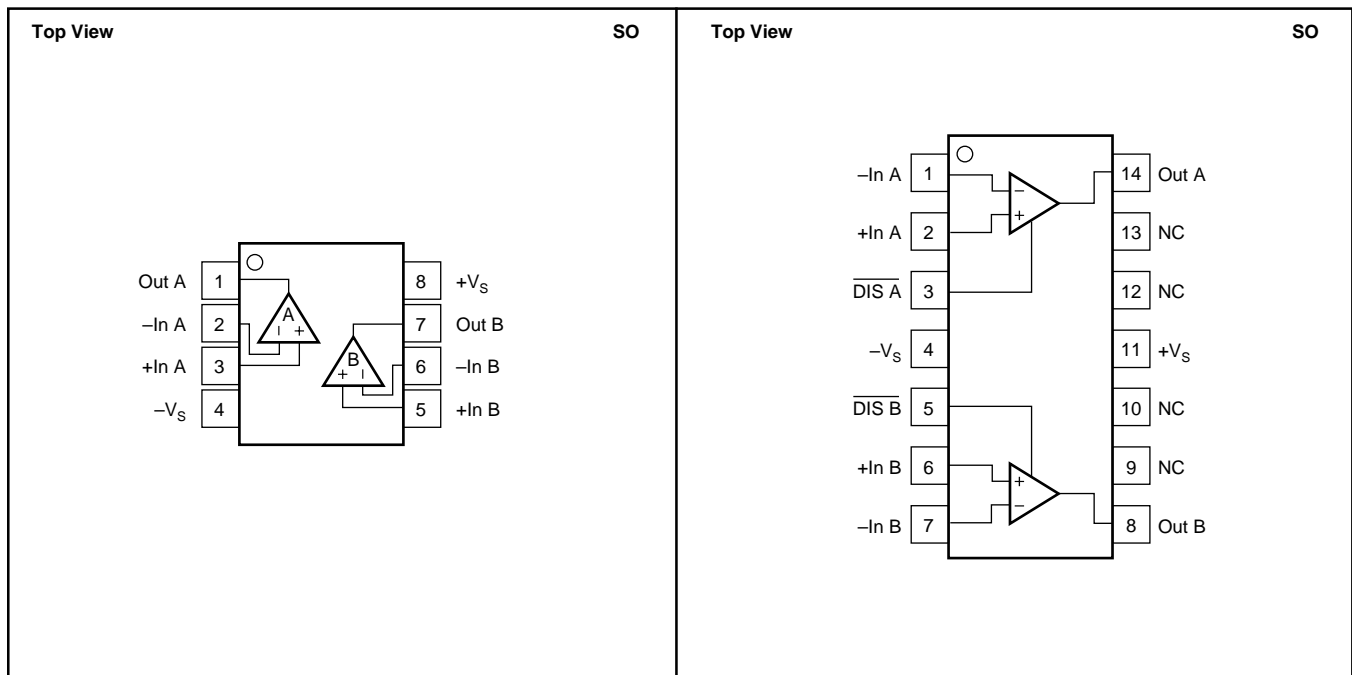 Top View SO
Out A 1 8 +VS
–In A 2 7 Out B
+In A 3 6 –In B
–VS 4 5 +In B
A
– +
B
+ –
Top View SO
–In A 1 14 Out A
+In A 2 13 NC
DIS A 3 12 NC
–VS 4 11 +VS
DIS B 5 10 NC
+In B 6 9 NC
–In B 7 8 Out B
–
+
+
–